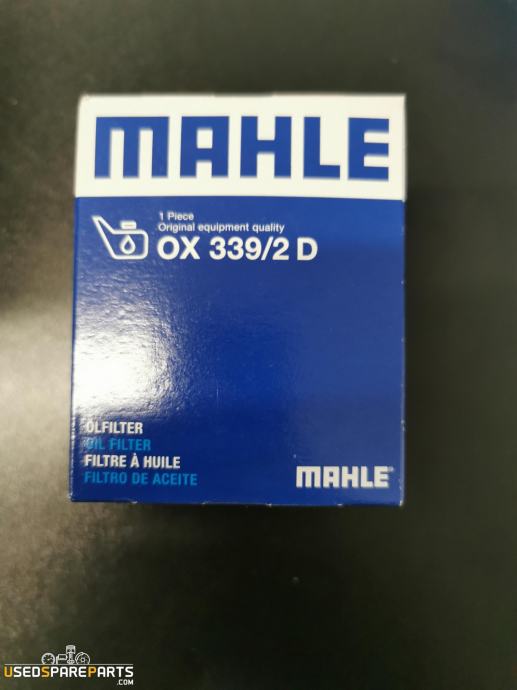 MAHLE
1 Piece
Original equipment quality
OX 339/2 D
ÖLFILTER
OIL FILTER
FILTRE À HUILE
FILTRO DE ACEITE
MAHLE®
USEDSPAREPARTS.COM